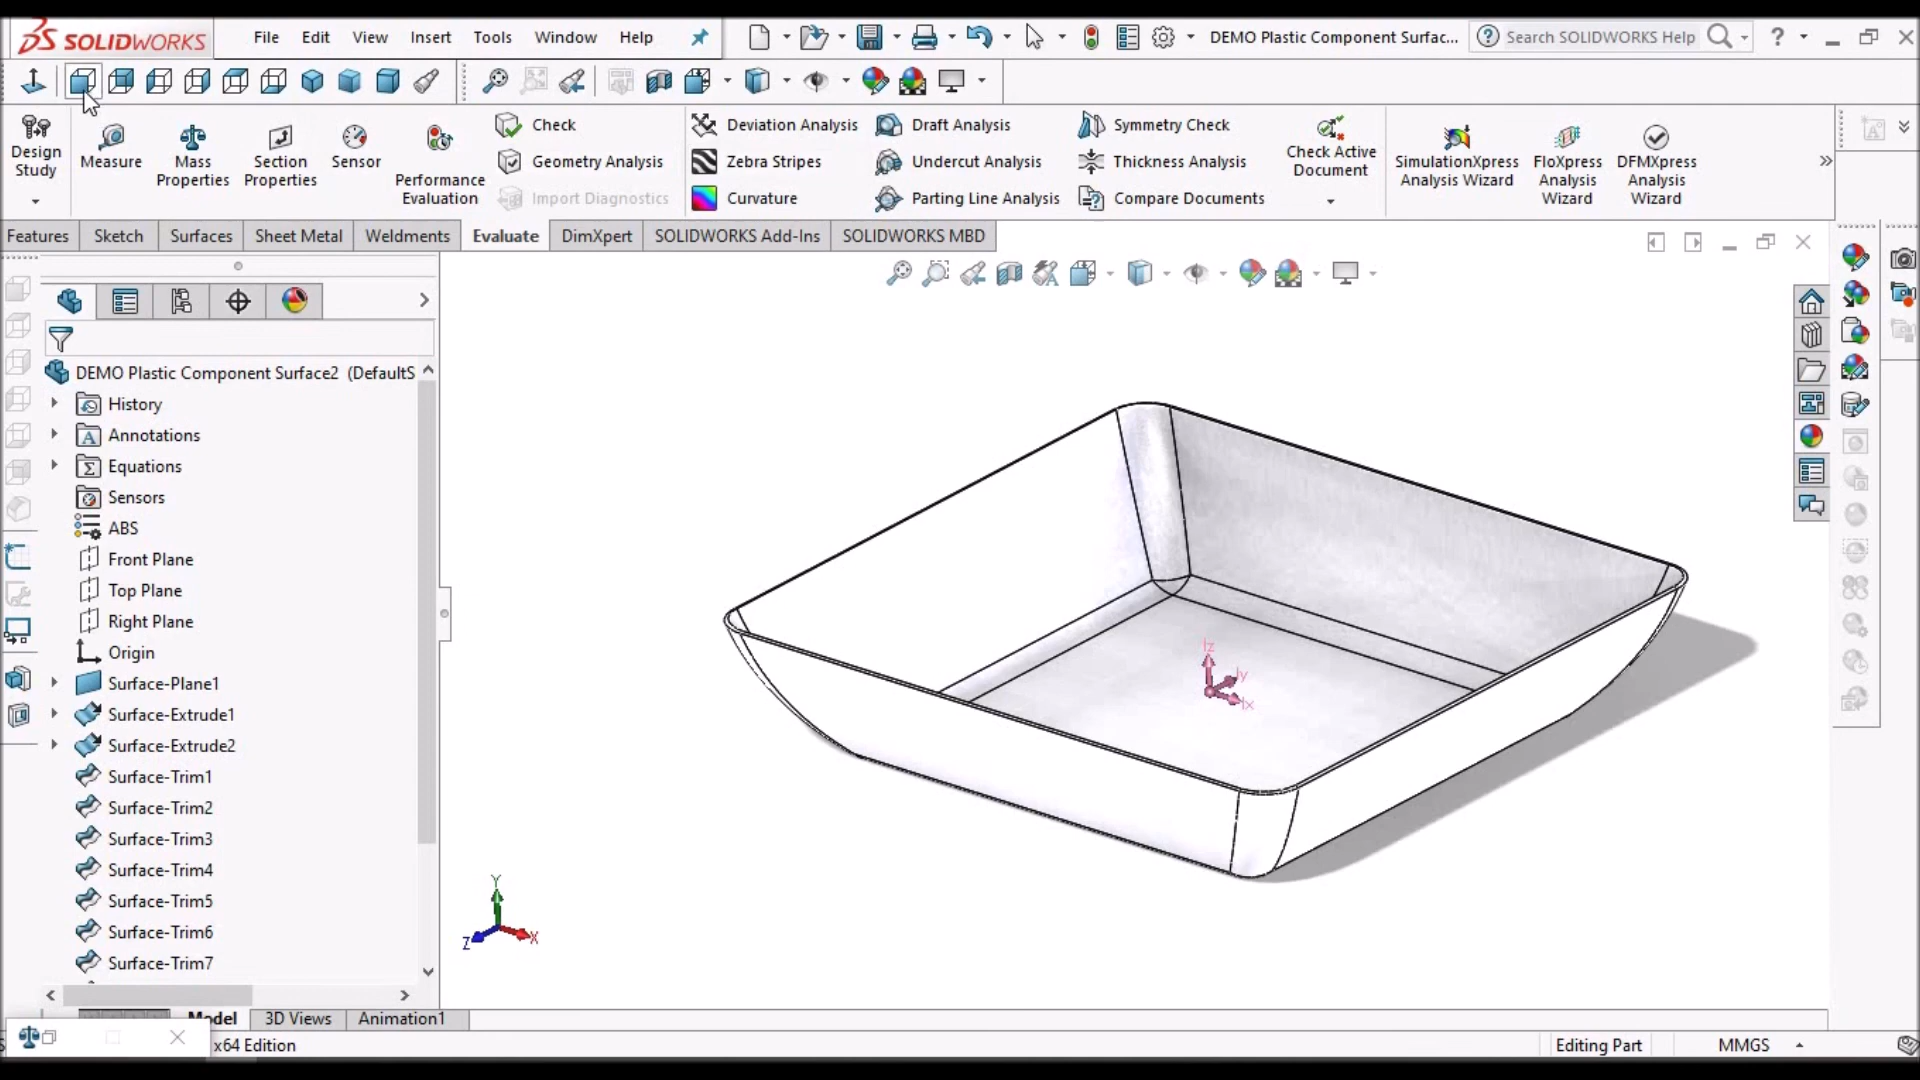 SOLIDWORKS
File Edit View Insert Tools Window Help
DEMO Plastic Component Surfac...
Search SOLIDWORKS Help
Design Study
Measure
Mass Properties
Section Properties
Sensor
Performance Evaluation
Check
Geometry Analysis
Import Diagnostics
Deviation Analysis
Zebra Stripes
Curvature
Draft Analysis
Undercut Analysis
Parting Line Analysis
Symmetry Check
Thickness Analysis
Compare Documents
Check Active Document
SimulationXpress Analysis Wizard
FloXpress Analysis Wizard
DFMXpress Analysis Wizard
Features Sketch Surfaces Sheet Metal Weldments Evaluate DimXpert SOLIDWORKS Add-Ins SOLIDWORKS MBD
DEMO Plastic Component Surface2 (DefaultS
History
Annotations
Equations
Sensors
ABS
Front Plane
Top Plane
Right Plane
Origin
Surface-Plane1
Surface-Extrude1
Surface-Extrude2
Surface-Trim1
Surface-Trim2
Surface-Trim3
Surface-Trim4
Surface-Trim5
Surface-Trim6
Surface-Trim7
Iz
Iy
Ix
Y
Z
X
Model 3D Views Animation1
x64 Edition
Editing Part
MMGS